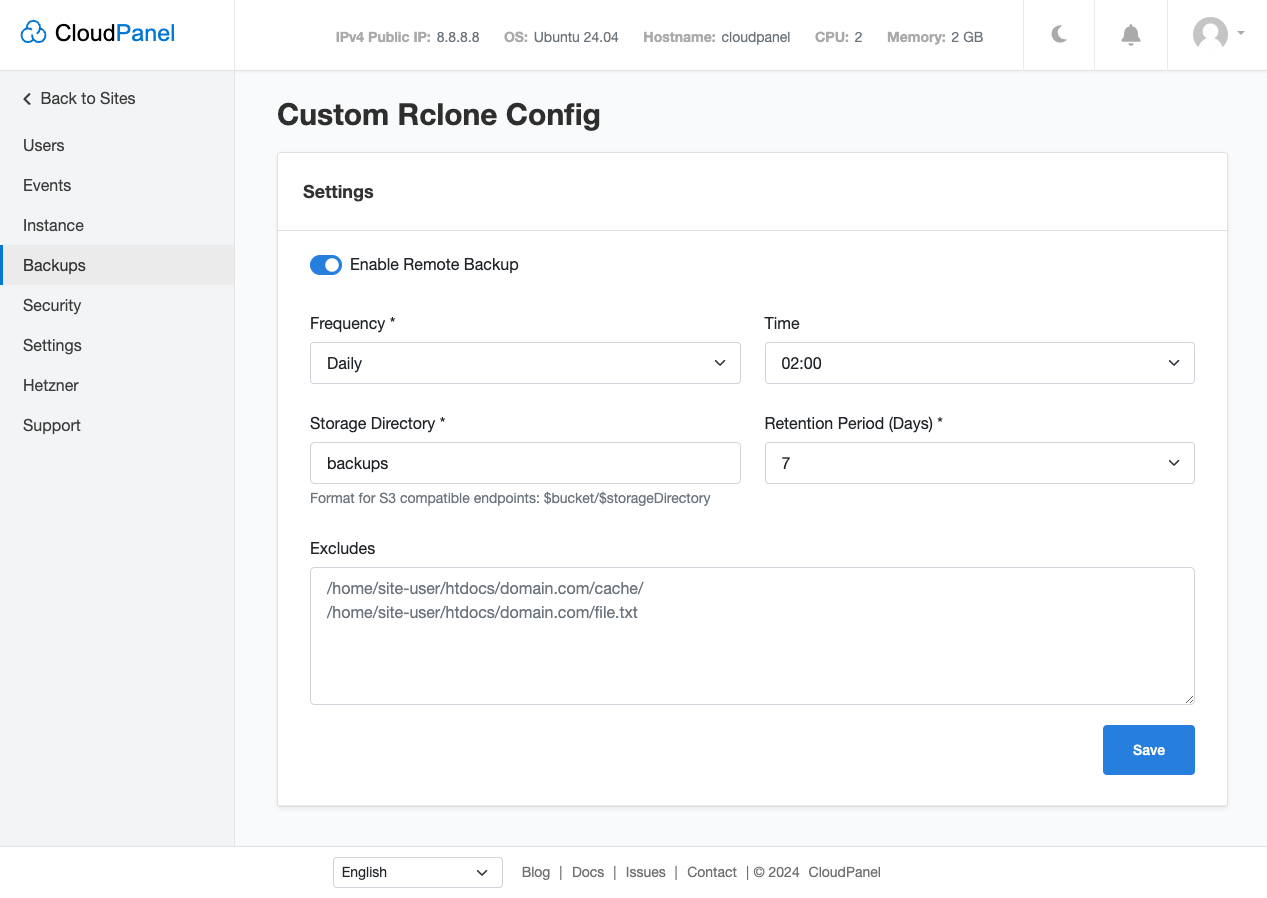 CloudPanel
IPv4 Public IP: 8.8.8.8 OS: Ubuntu 24.04 Hostname: cloudpanel CPU: 2 Memory: 2 GB
Back to Sites
Users
Events
Instance
Backups
Security
Settings
Hetzner
Support
Custom Rclone Config
Settings
Enable Remote Backup
Frequency * Time
Daily 02:00
Storage Directory * Retention Period (Days) *
backups 7
Format for S3 compatible endpoints: $bucket/$storageDirectory
Excludes
/home/site-user/htdocs/domain.com/cache/
/home/site-user/htdocs/domain.com/file.txt
Save
English Blog | Docs | Issues | Contact | © 2024 CloudPanel